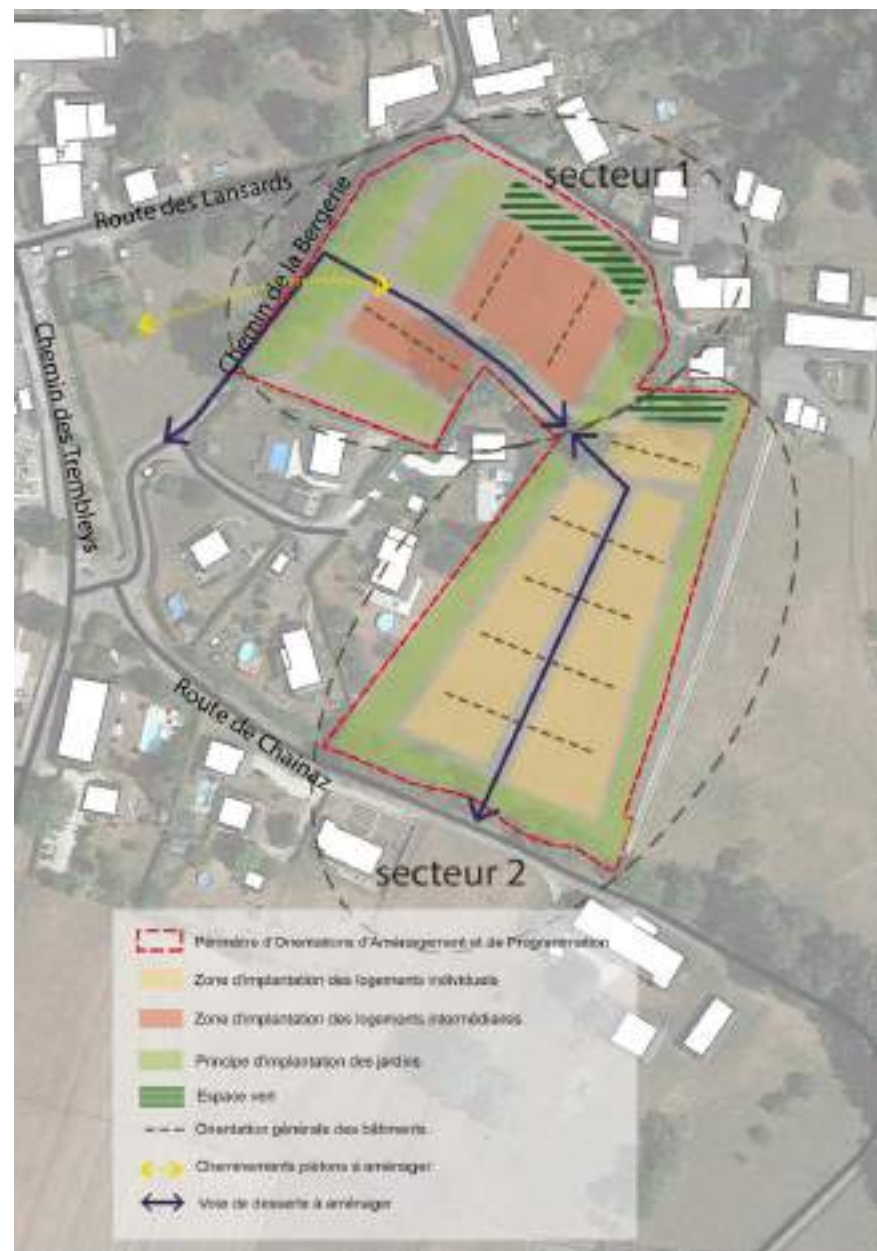 secteur 1
Route des Lansards
Chemin de la Bergerie
Chemin des Trembleys
Route de Chainaz
secteur 2
Périmètre d'Orientations d'Aménagement et de Programmation
Zone d'implantation des logements individuels
Zone d'implantation des logements intermédiaires
Principe d'implantation des jardins
Espace vert
Orientation générale des bâtiments
Cheminements piétons à aménager
Voie de desserte à aménager